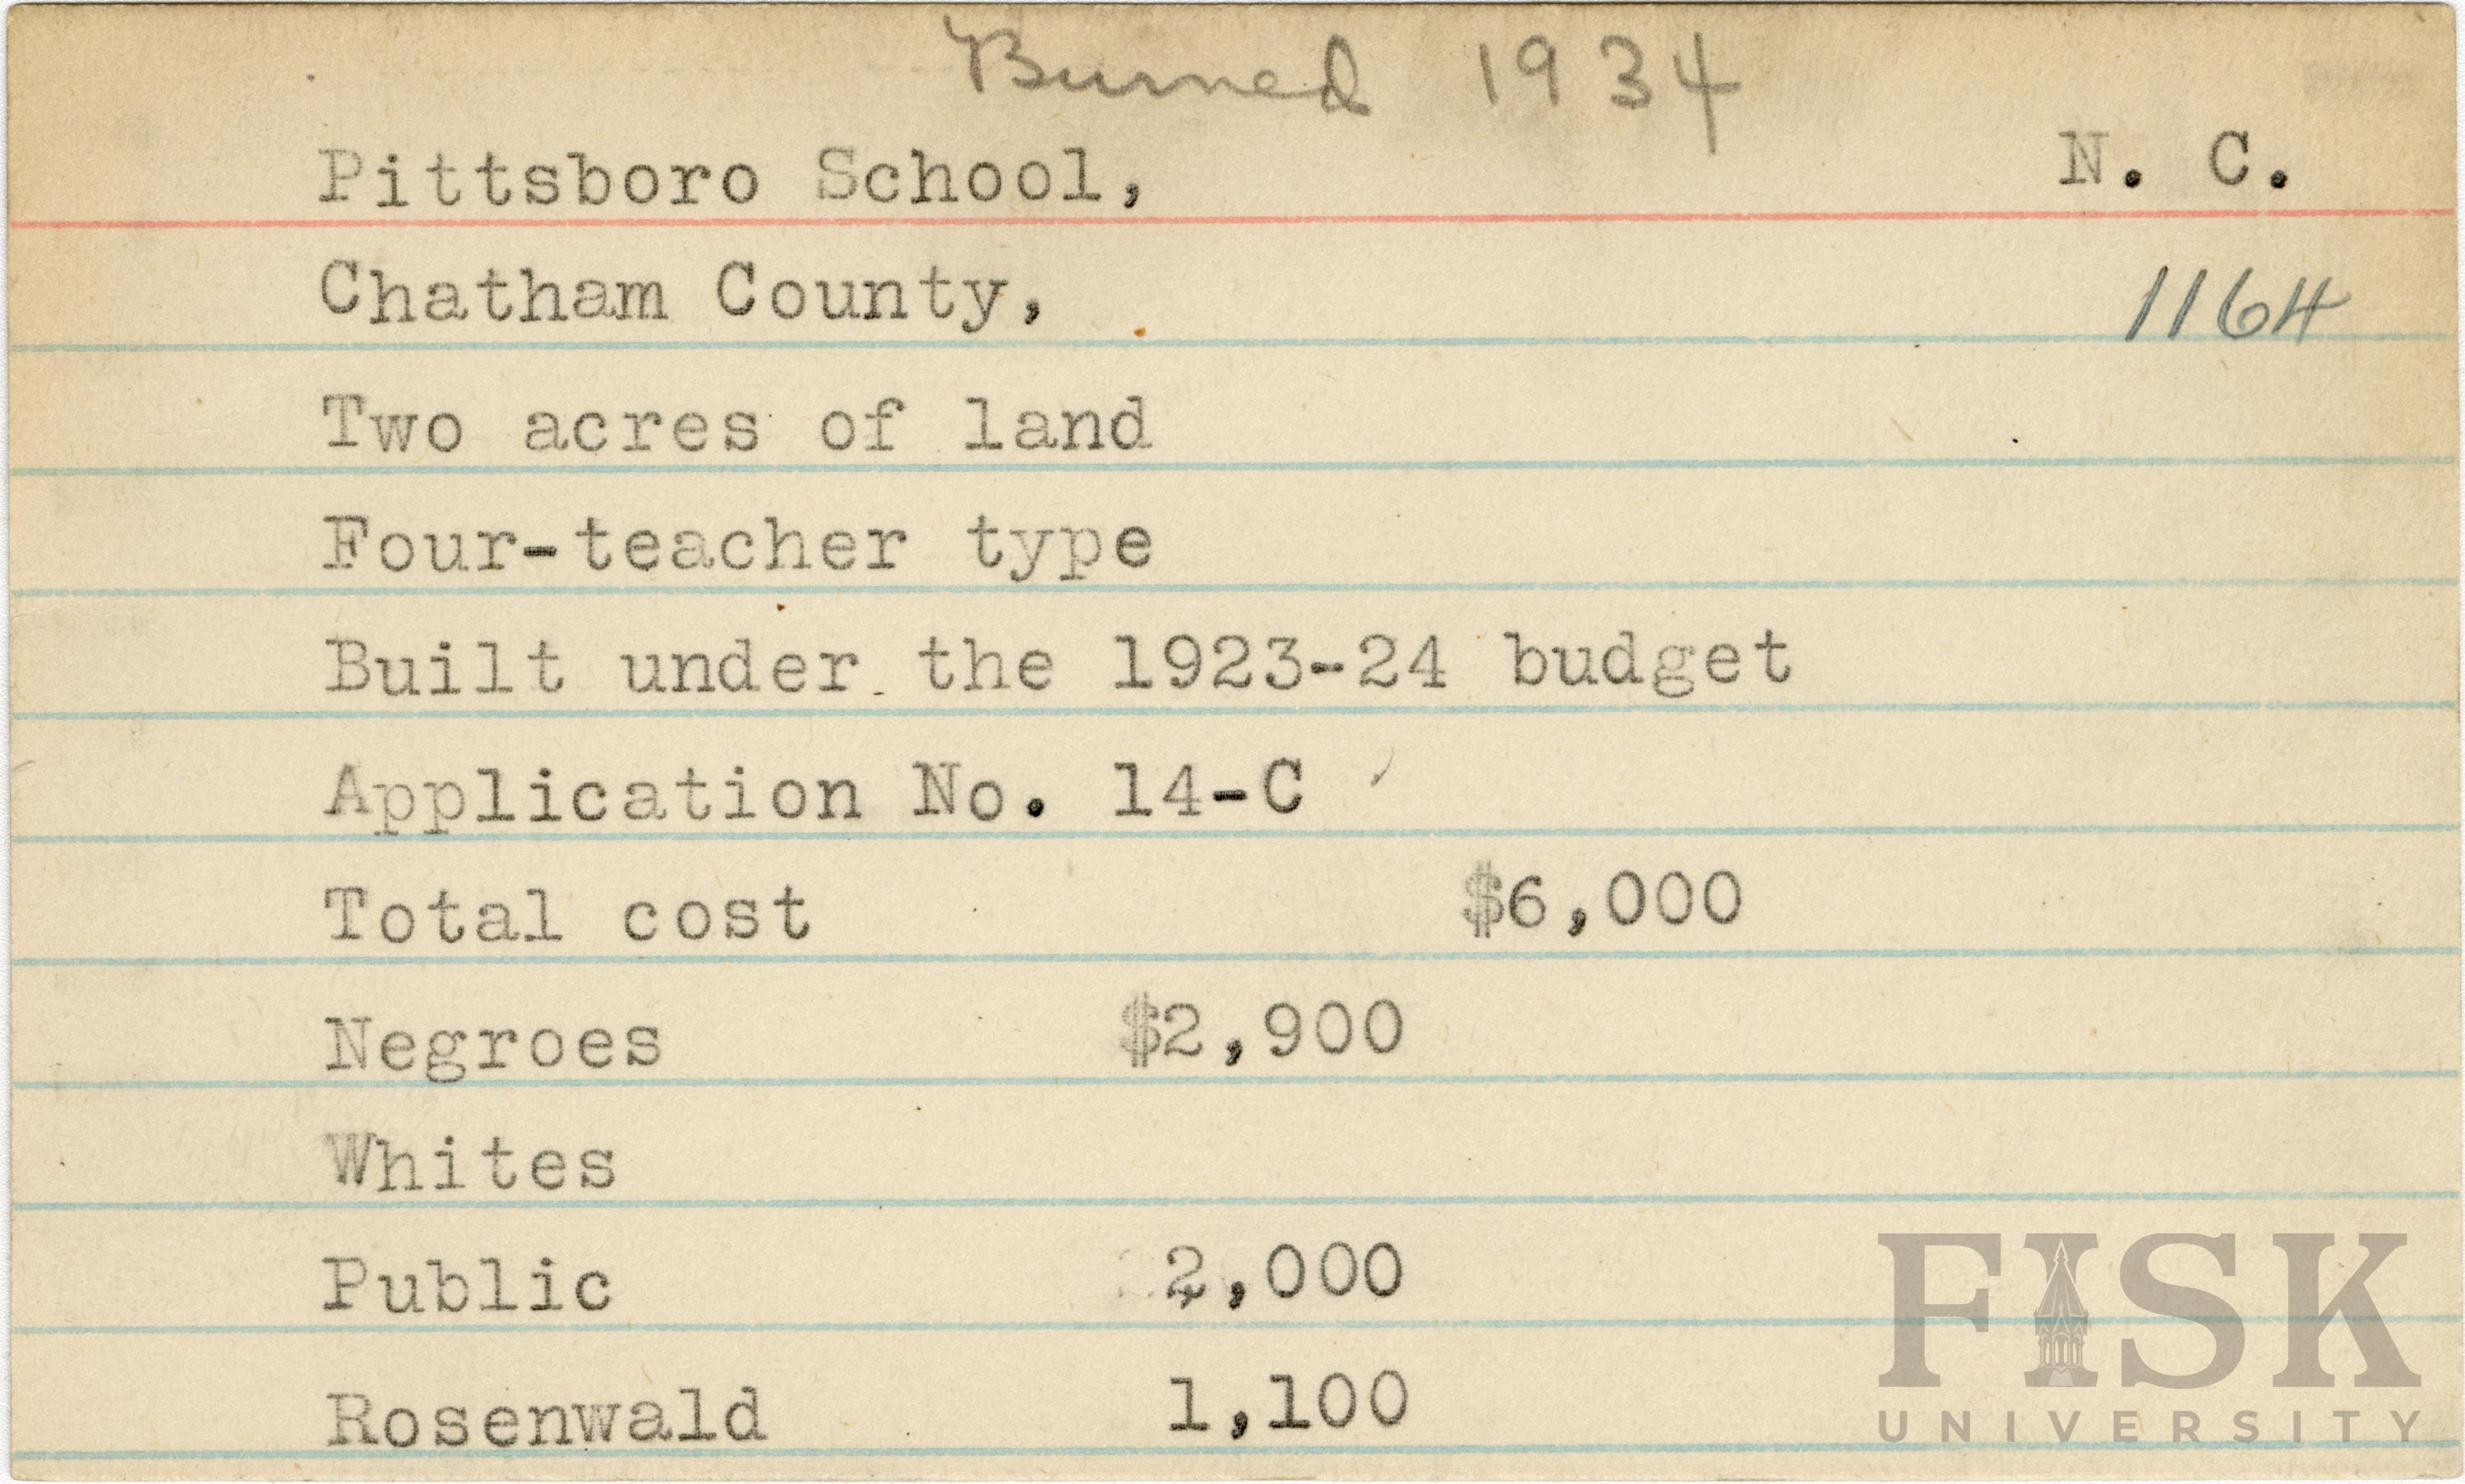 Burned 1934
Pittsboro School, N. C.
Chatham County, 1164
Two acres of land
Four-teacher type
Built under the 1923-24 budget
Application No. 14-C
Total cost $6,000
Negroes $2,900
Whites
Public 2,000
Rosenwald 1,100
FISK
UNIVERSITY